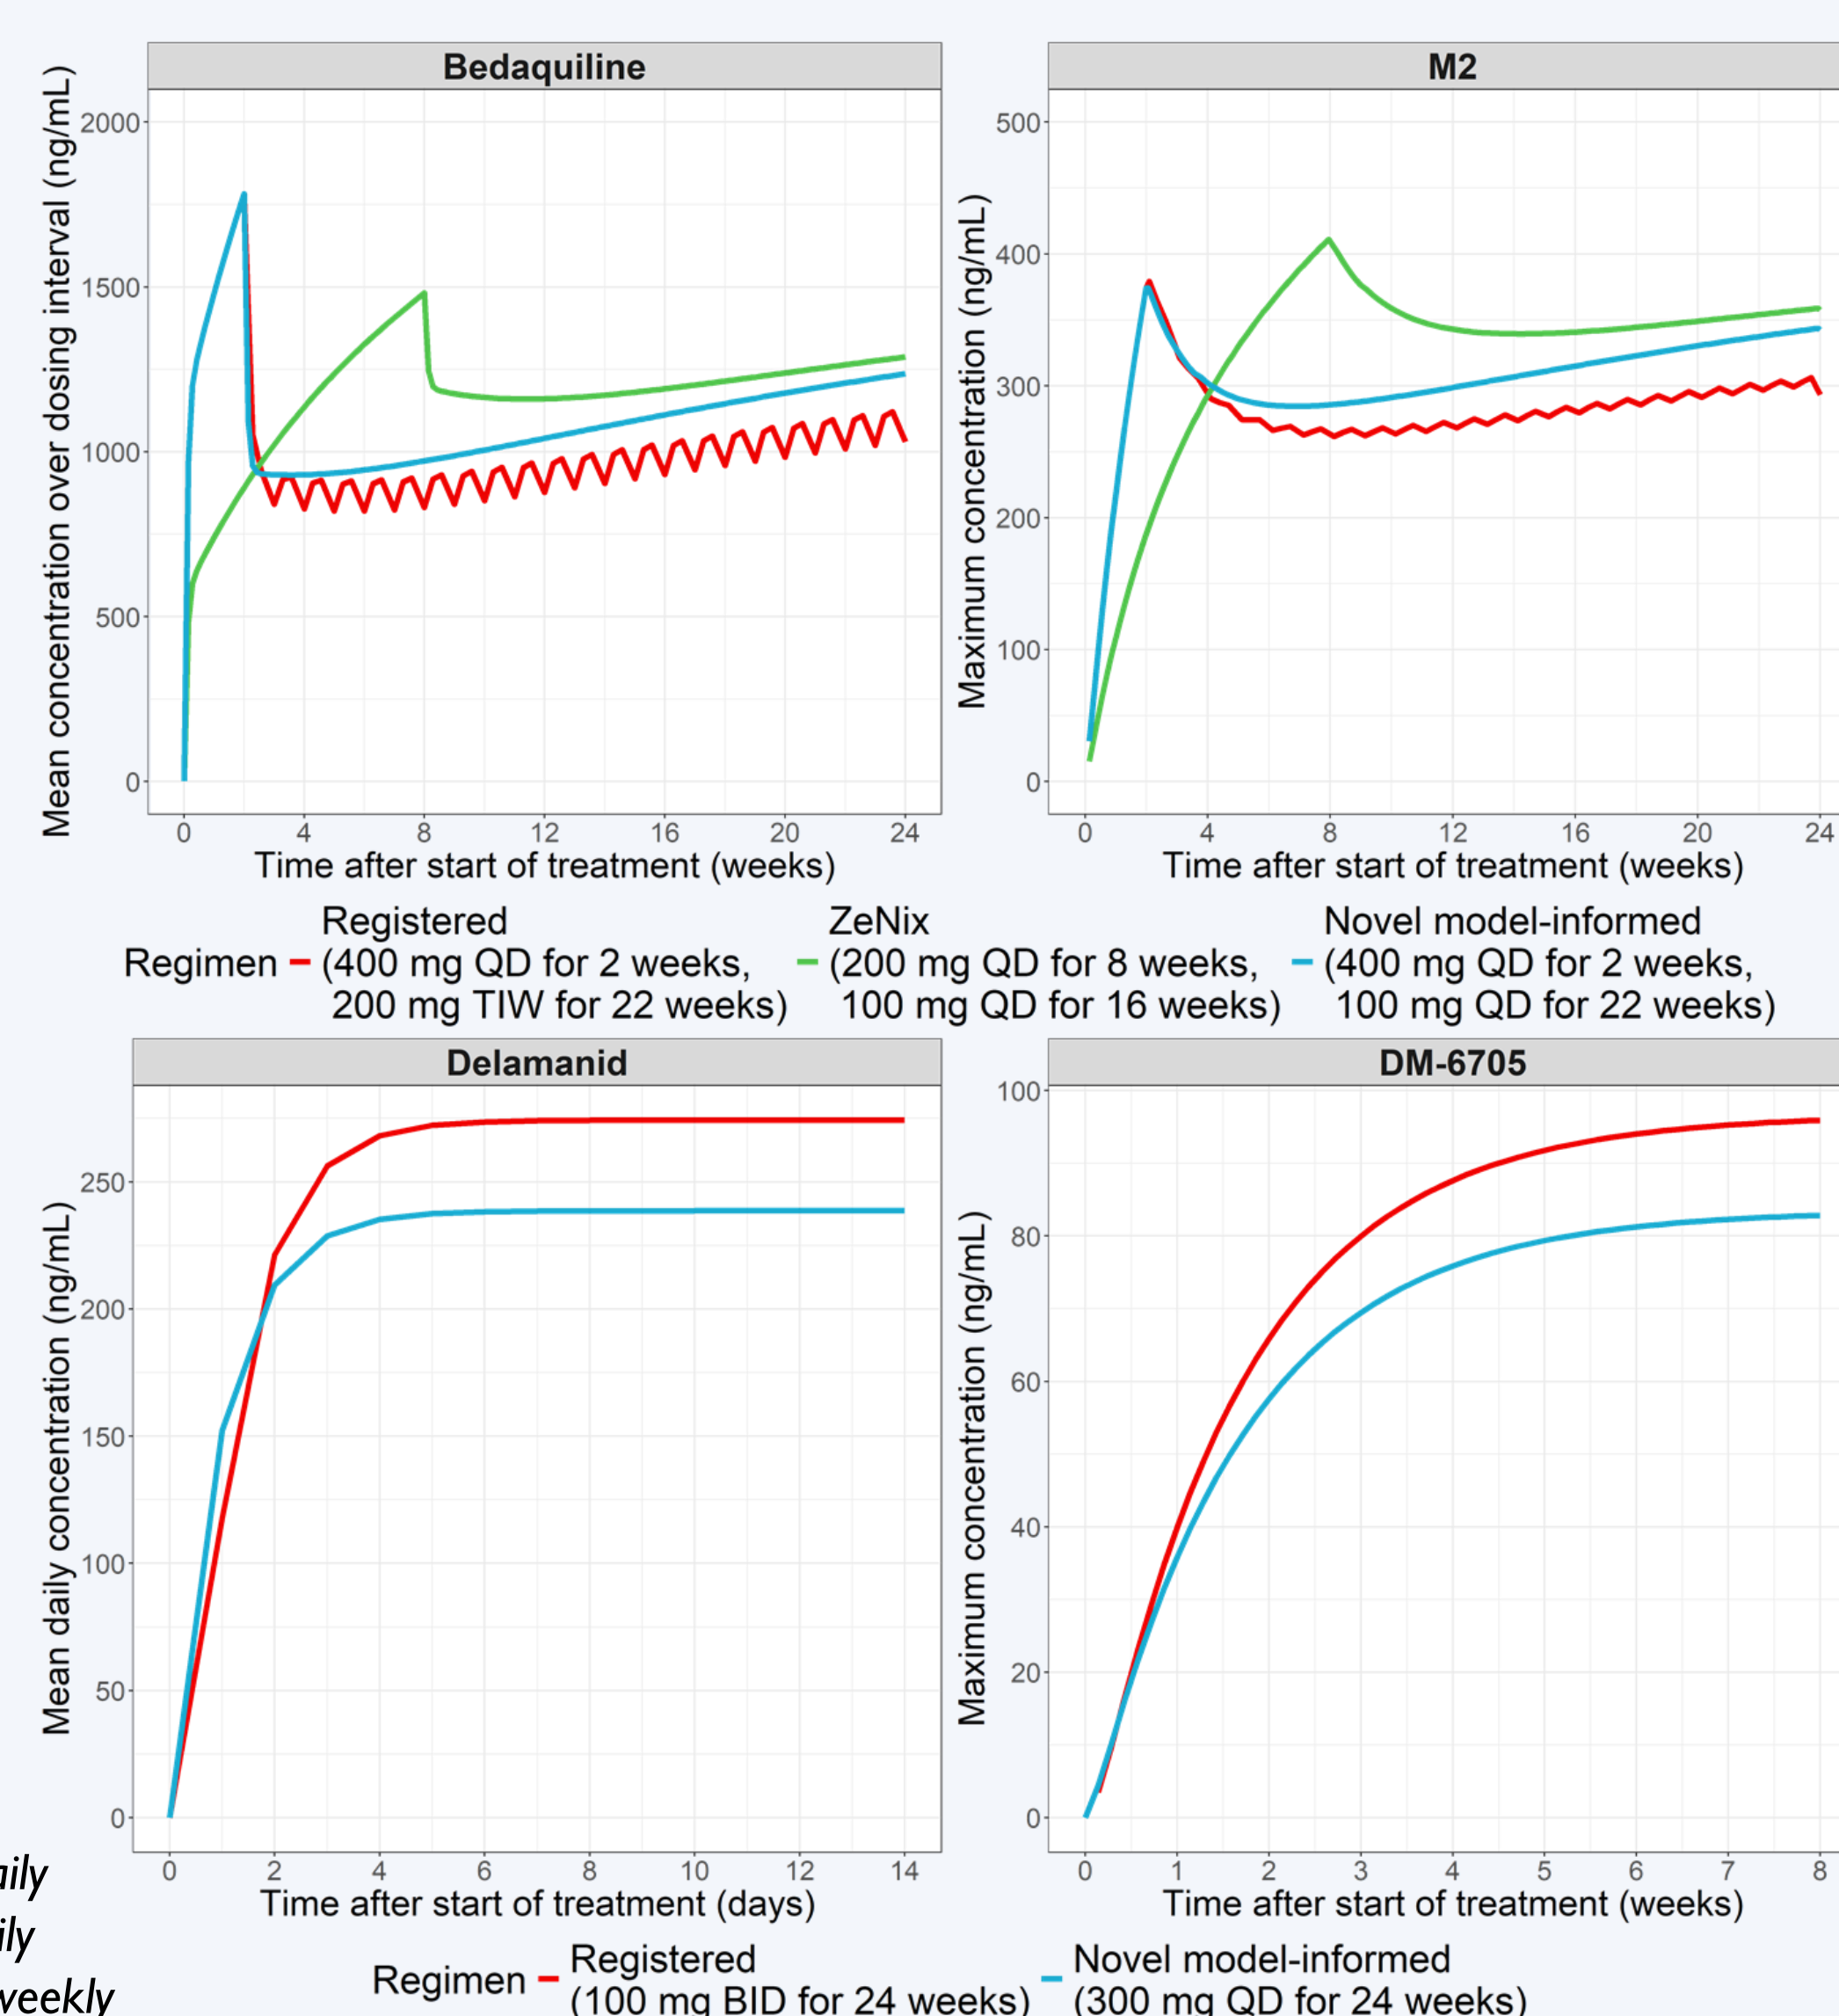 Bedaquiline
Mean concentration over dosing interval (ng/mL)
2000
1500
1000
500
0
0 4 8 12 16 20 24
Time after start of treatment (weeks)
M2
Maximum concentration (ng/mL)
500
400
300
200
100
0
0 4 8 12 16 20 24
Time after start of treatment (weeks)
Regimen
Registered
(400 mg QD for 2 weeks,
200 mg TIW for 22 weeks)
ZeNix
(200 mg QD for 8 weeks,
100 mg QD for 16 weeks)
Novel model-informed
(400 mg QD for 2 weeks,
100 mg QD for 22 weeks)
Delamanid
Mean daily concentration (ng/mL)
250
200
150
100
50
0
0 2 4 6 8 10 12 14
Time after start of treatment (days)
DM-6705
Maximum concentration (ng/mL)
100
80
60
40
20
0
0 1 2 3 4 5 6 7 8
Time after start of treatment (weeks)
Regimen
Registered
(100 mg BID for 24 weeks)
Novel model-informed
(300 mg QD for 24 weeks)
weekly